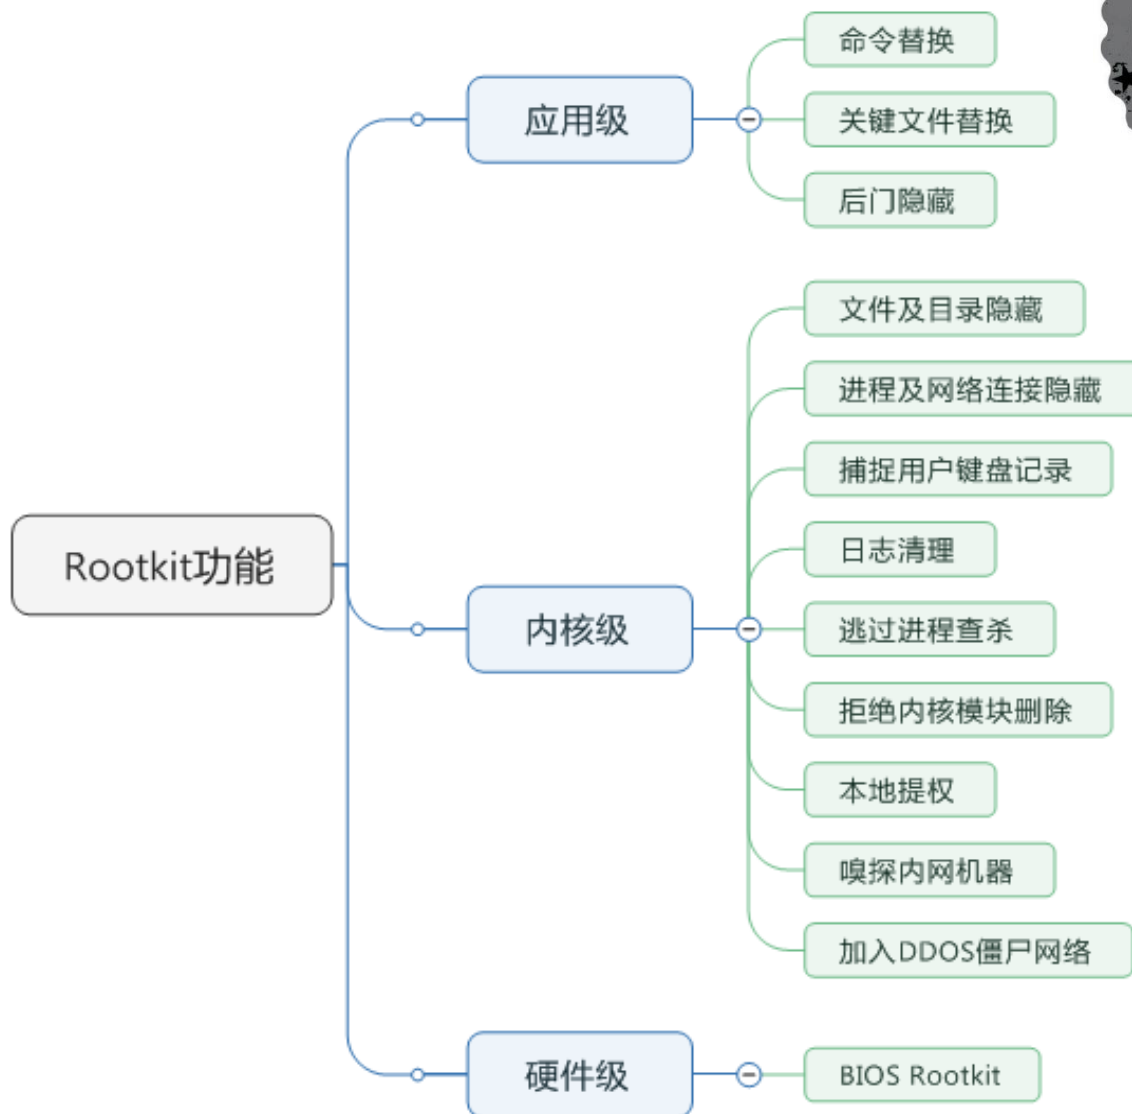 Rootkit功能
应用级
命令替换
关键文件替换
后门隐藏
内核级
文件及目录隐藏
进程及网络连接隐藏
捕捉用户键盘记录
日志清理
逃过进程查杀
拒绝内核模块删除
本地提权
嗅探内网机器
加入DDOS僵尸网络
硬件级
BIOS Rootkit